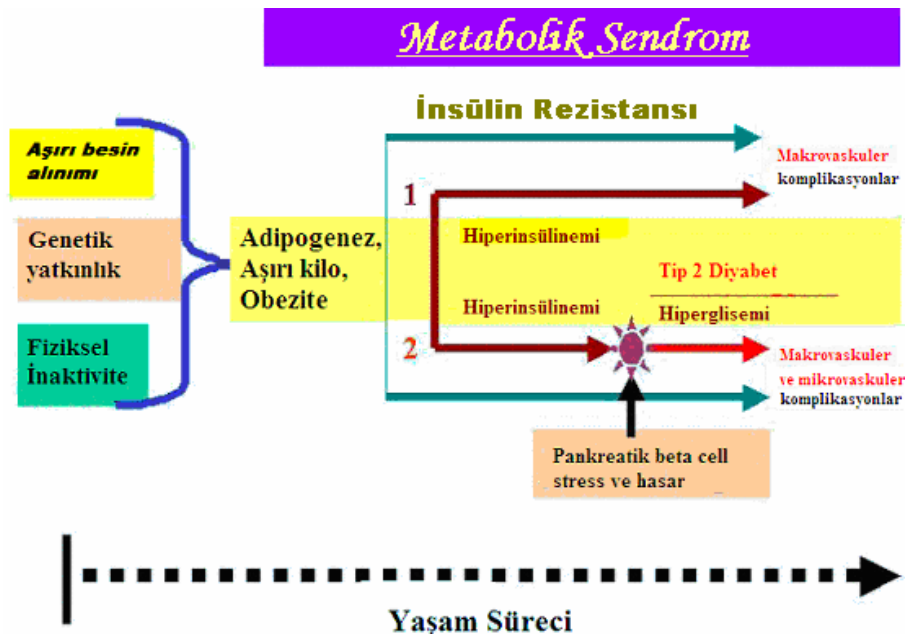 Metabolik Sendrom
İnsülin Rezistansı
Aşırı besin
alınımı
Genetik
yatkınlık
Fiziksel
İnaktivite
Adipogenez,
Aşırı kilo,
Obezite
1
Hiperinsülinemi
Makrovaskuler
komplikasyonlar
2
Hiperinsülinemi
Tip 2 Diyabet
Hiperglisemi
Makrovaskuler
ve mikrovaskuler
komplikasyonlar
Pankreatik beta cell
stress ve hasar
Yaşam Süreci